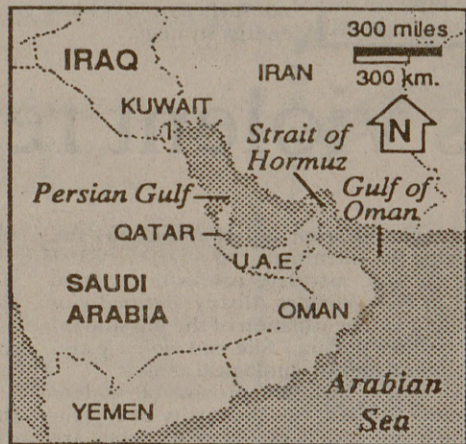 300 miles
300 km.
IRAQ
IRAN
N
KUWAIT
Strait of
Hormuz
Persian Gulf
Gulf of
Oman
QATAR
U.A.E.
SAUDI
ARABIA
OMAN
YEMEN
Arabian
Sea